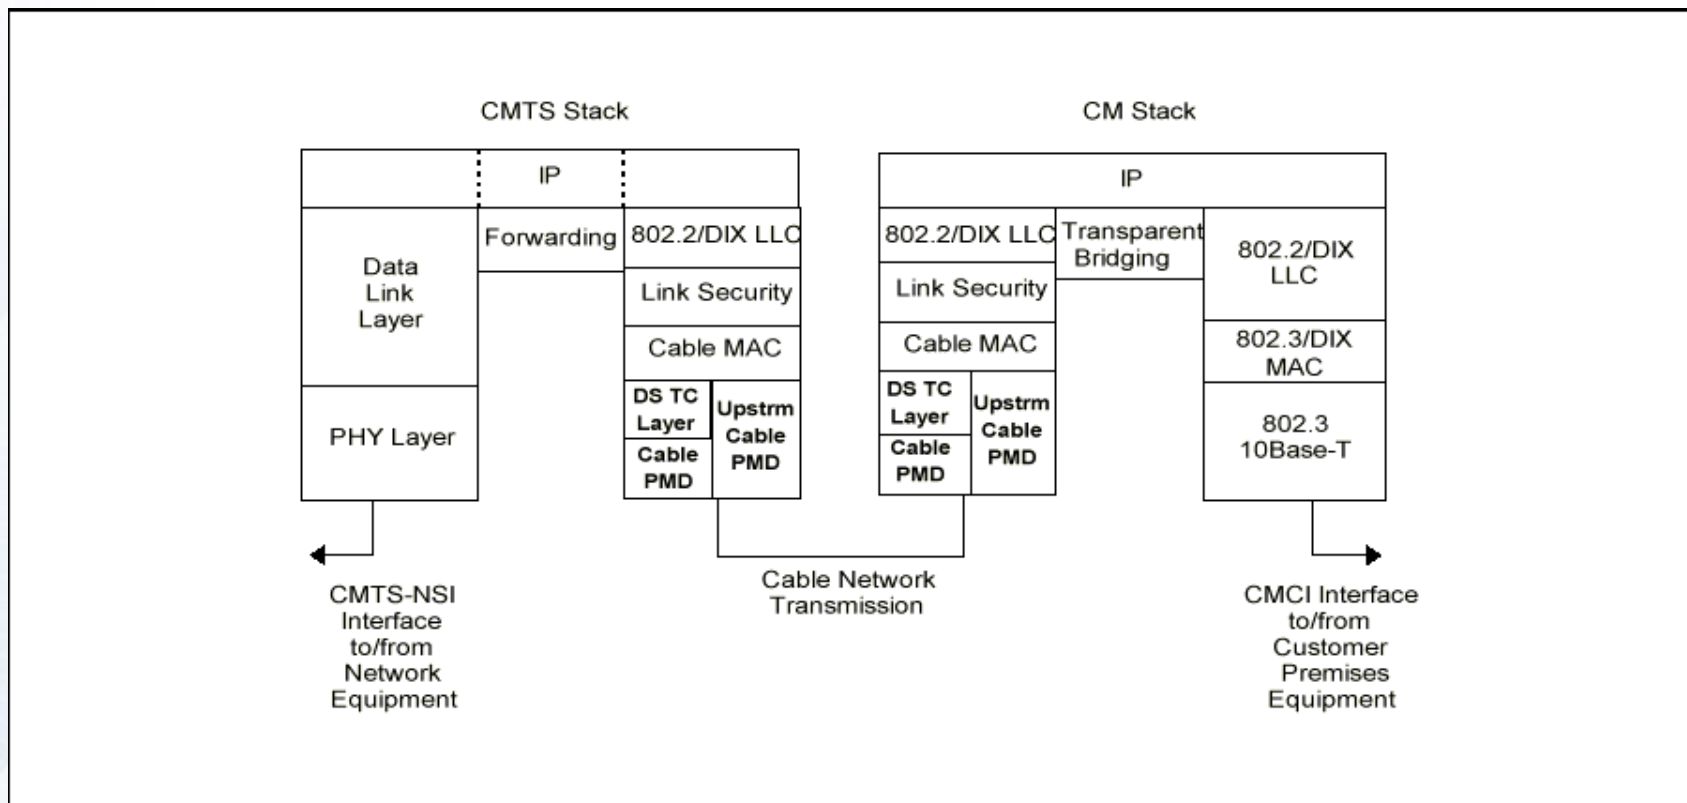 CMTS Stack
CM Stack
IP
IP
Data
Link
Layer
Forwarding
802.2/DIX LLC
Link Security
Cable MAC
PHY Layer
DS TC
Layer
Cable
PMD
Upstrm
Cable
PMD
802.2/DIX LLC
Transparent
Bridging
Link Security
Cable MAC
DS TC
Layer
Cable
PMD
Upstrm
Cable
PMD
802.2/DIX
LLC
802.3/DIX
MAC
802.3
10Base-T
CMTS-NSI
Interface
to/from
Network
Equipment
Cable Network
Transmission
CMCI Interface
to/from
Customer
Premises
Equipment